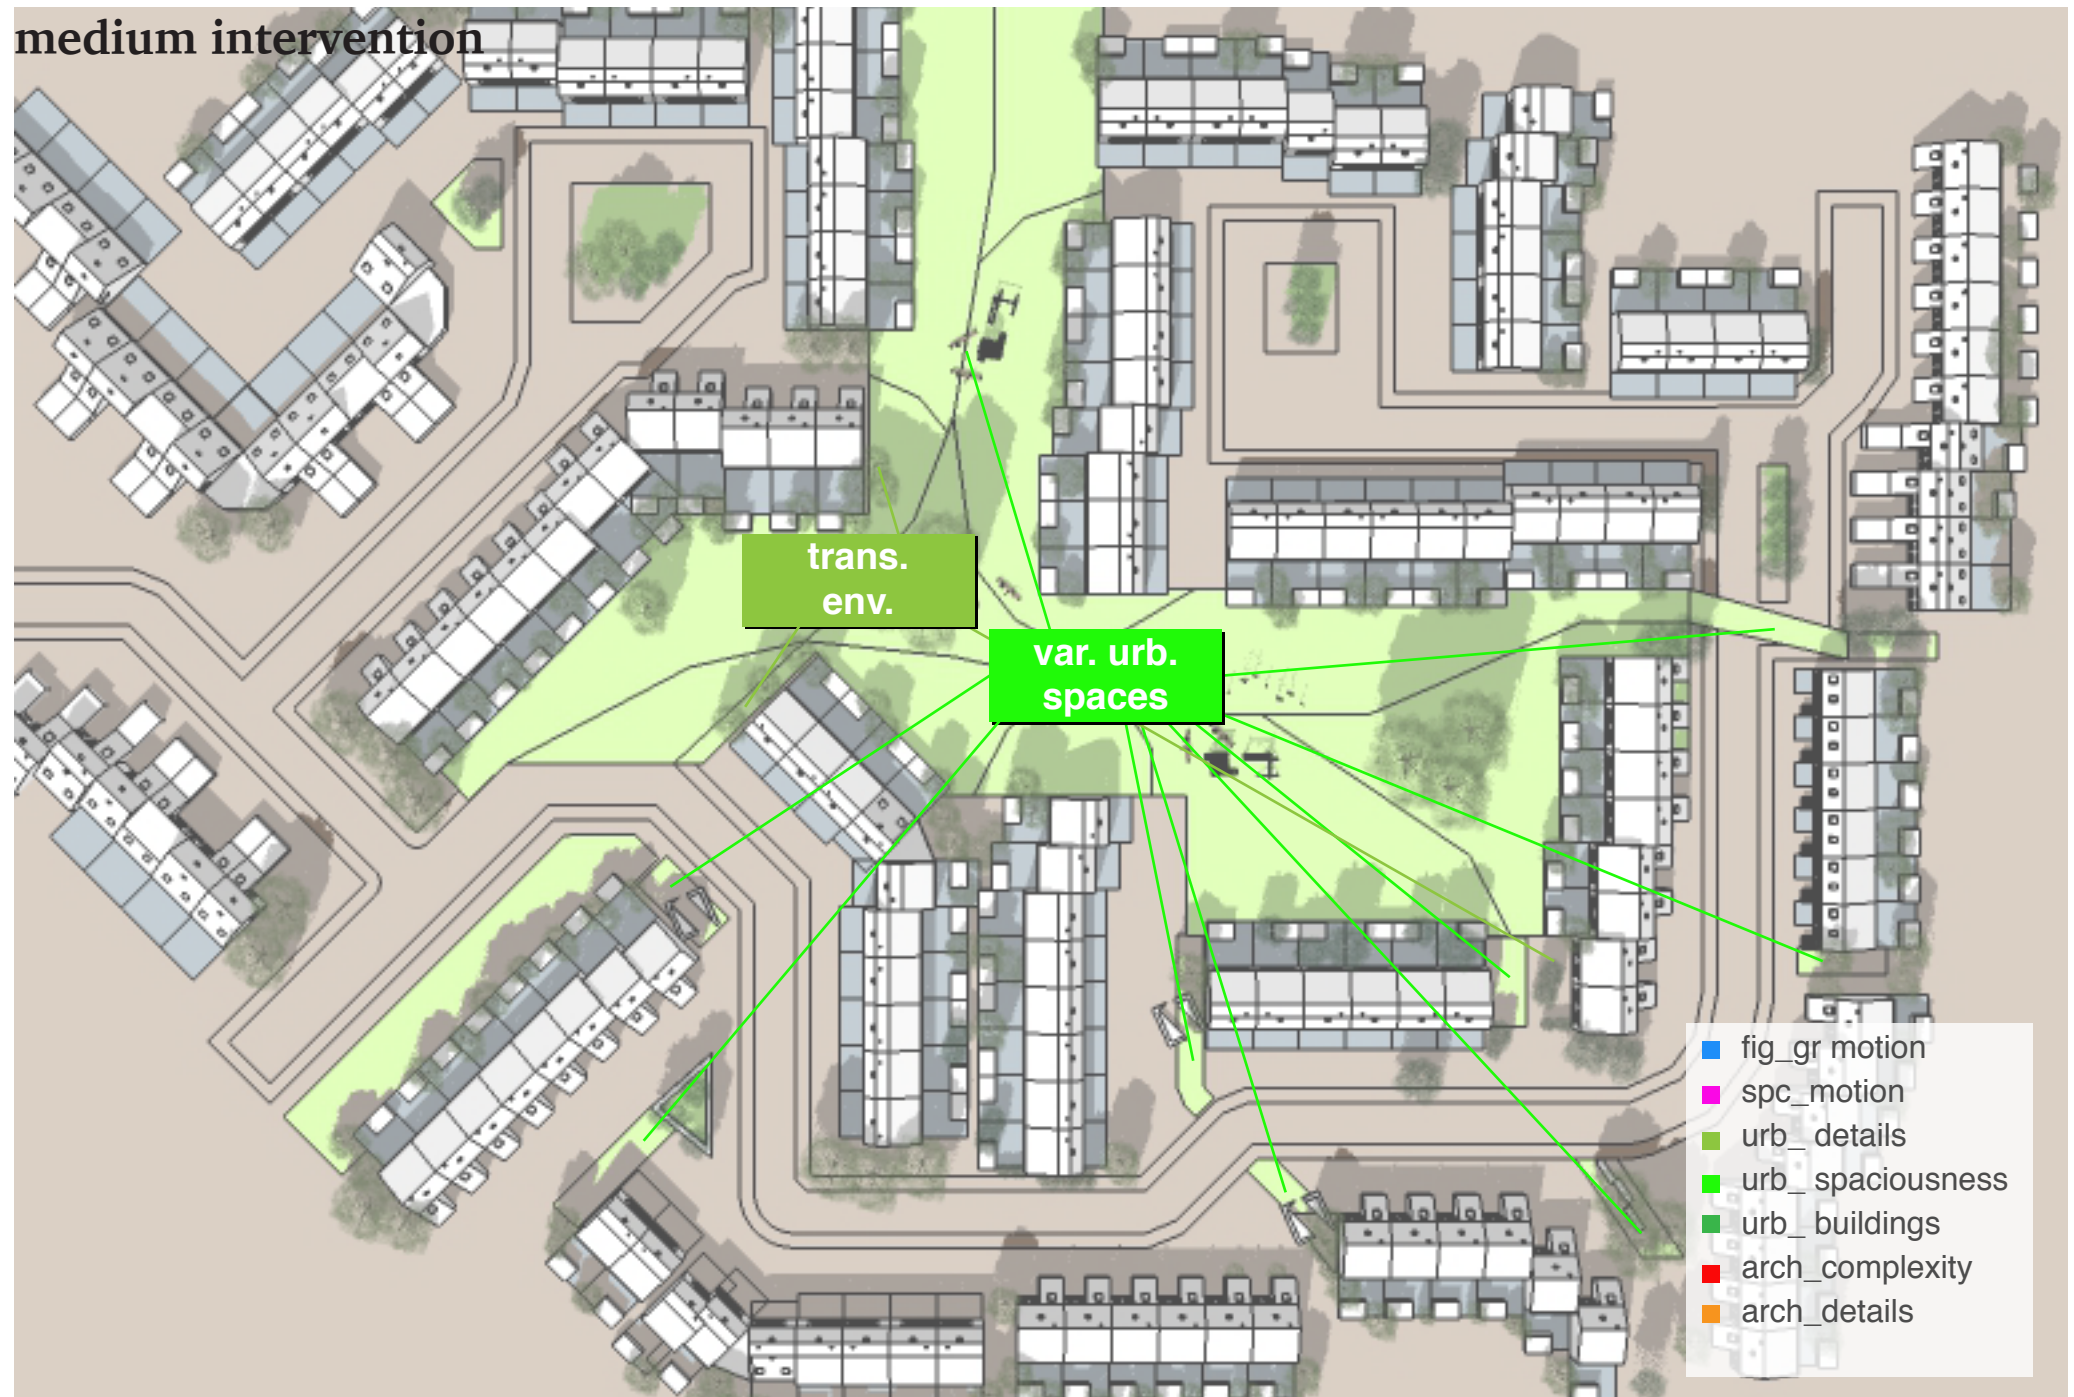 medium intervention
trans.
env.
var. urb.
spaces
fig_gr motion
spc_motion
urb_ details
urb_ spaciousness
urb_ buildings
arch_complexity
arch_details